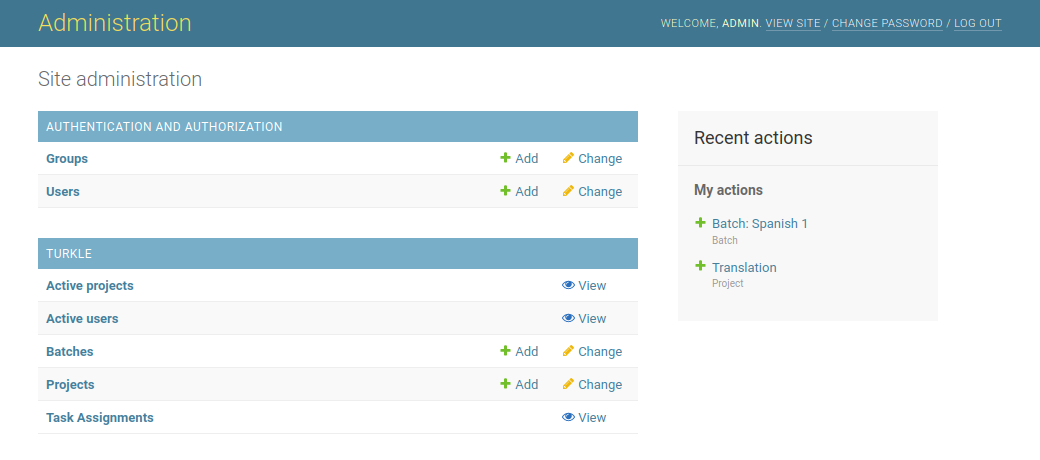 Administration
WELCOME, ADMIN. VIEW SITE / CHANGE PASSWORD / LOG OUT
Site administration
AUTHENTICATION AND AUTHORIZATION
Groups Add Change
Users Add Change
TURKLE
Active projects View
Active users View
Batches Add Change
Projects Add Change
Task Assignments View
Recent actions
My actions
Batch: Spanish 1
Batch
Translation
Project